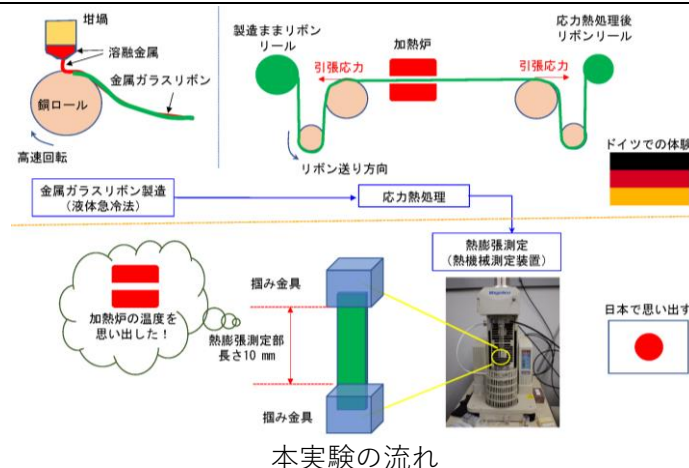 坩堝
溶融金属
金属ガラスリボン
銅ロール
高速回転
製造ままリボン
リール
加熱炉
応力熱処理後
リボンリール
引張応力
引張応力
リボン送り方向
ドイツでの体験
金属ガラスリボン製造
(液体急冷法)
応力熱処理
熱膨張測定
(熱機械測定装置)
加熱炉の温度を
思い出した!
掴み金具
熱膨張測定部
長さ10 mm
掴み金具
日本で思い出す
本実験の流れ